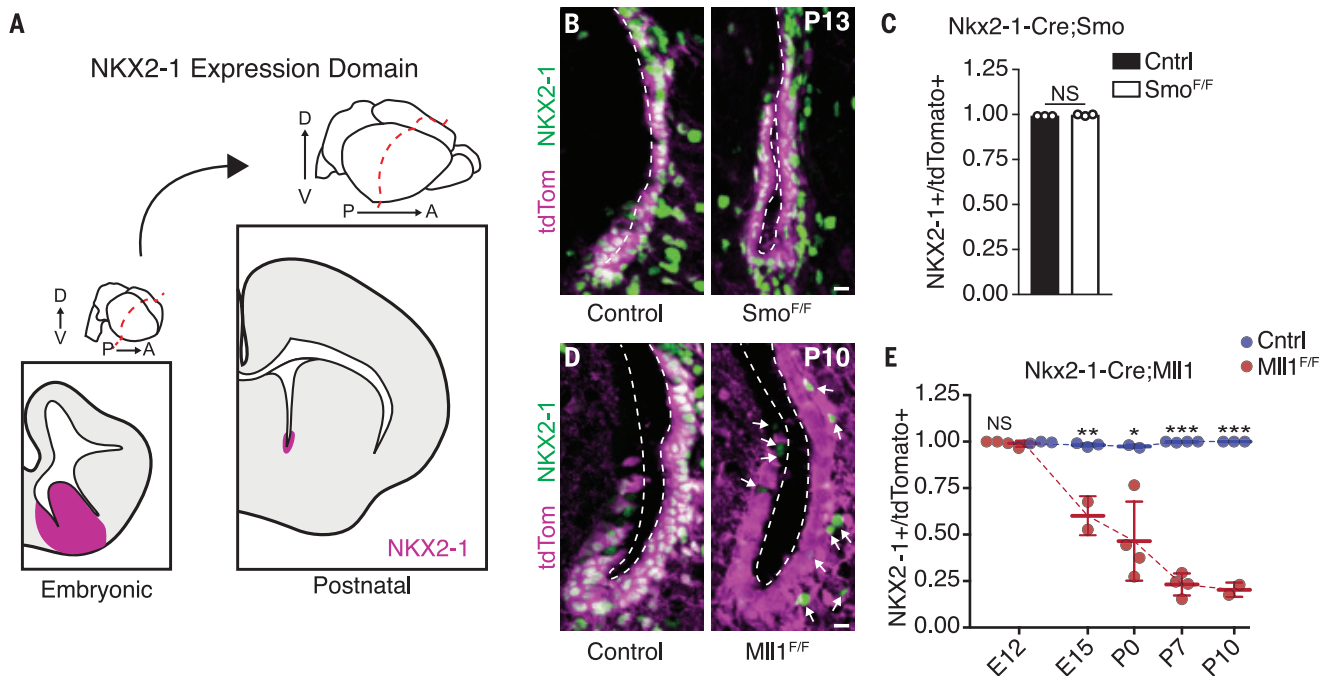 A
NKX2-1 Expression Domain
D
V
P A
D
V
P A
NKX2-1
Embryonic
Postnatal
B
P13
tdTom NKX2-1
Control
Smo^F/F
C
Nkx2-1-Cre;Smo
Cntrl
Smo^F/F
NS
NKX2-1+/tdTomato+
1.25
1.00
0.75
0.50
0.25
0.00
D
P10
tdTom NKX2-1
Control
Mll1^F/F
E
Nkx2-1-Cre;Mll1
Cntrl
Mll1^F/F
NKX2-1+/tdTomato+
1.25
1.00
0.75
0.50
0.25
0.00
NS
**
*
***
***
E12
E15
P0
P7
P10